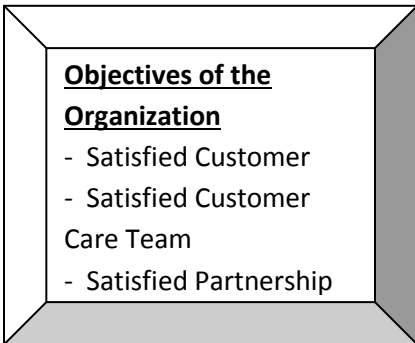 Objectives of the
Organization
- Satisfied Customer
- Satisfied Customer
Care Team
- Satisfied Partnership